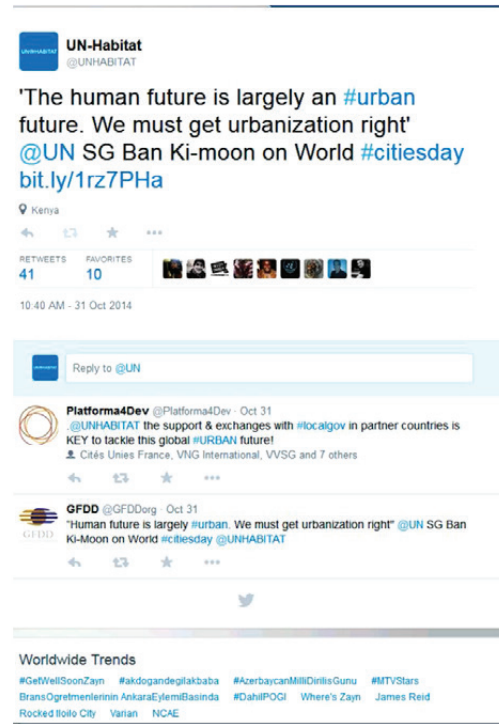 UN-Habitat
@UNHABITAT
'The human future is largely an #urban
future. We must get urbanization right'
@UN SG Ban Ki-moon on World #citiesday
bit.ly/1rz7PHa
Kenya
RETWEETS FAVORITES
41 10
10:40 AM - 31 Oct 2014
Reply to @UN
Platforma4Dev @Platforma4Dev · Oct 31
.@UNHABITAT the support & exchanges with #localgov in partner countries is
KEY to tackle this global #URBAN future!
Cités Unies France, VNG International, VVSG and 7 others
GFDD @GFDDorg · Oct 31
"Human future is largely #urban. We must get urbanization right" @UN SG Ban
Ki-Moon on World #citiesday @UNHABITAT
GFDD
Worldwide Trends
#GetWellSoonZayn #akdogandegilakbaba #AzerbaycanMilliDirilisGunu #MTVStars
BransOgretmenlerinin AnkaraEylemiBasinda #DahilPOGI Where's Zayn James Reid
Rocked Iloilo City Varian NCAE